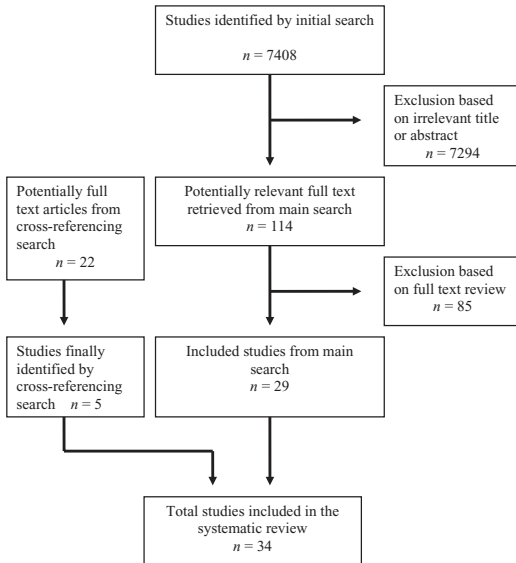 Studies identified by initial search
n = 7408
Exclusion based
on irrelevant title
or abstract
n = 7294
Potentially full
text articles from
cross-referencing
search
n = 22
Potentially relevant full text
retrieved from main search
n = 114
Exclusion based
on full text review
n = 85
Studies finally
identified by
cross-referencing
search n = 5
Included studies from main
search
n = 29
Total studies included in the
systematic review
n = 34